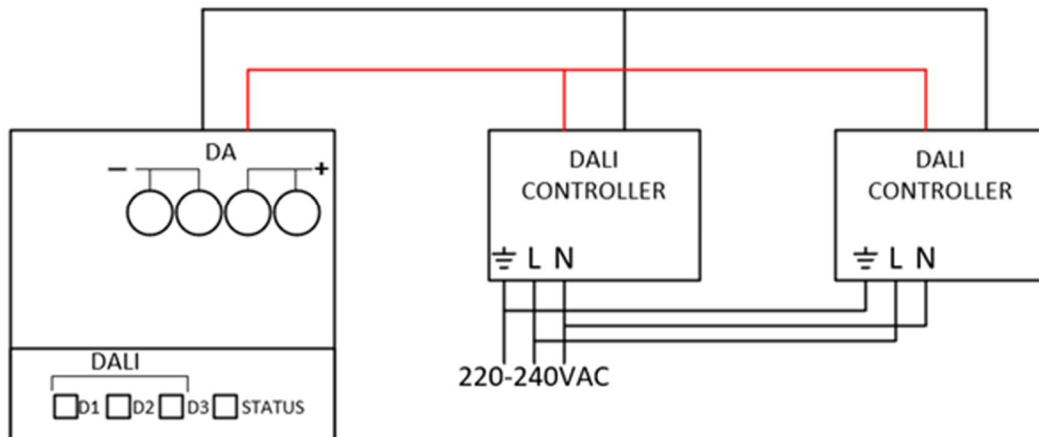 DA
− +
DALI
D1 D2 D3 STATUS
DALI
CONTROLLER
L N
DALI
CONTROLLER
L N
220-240VAC